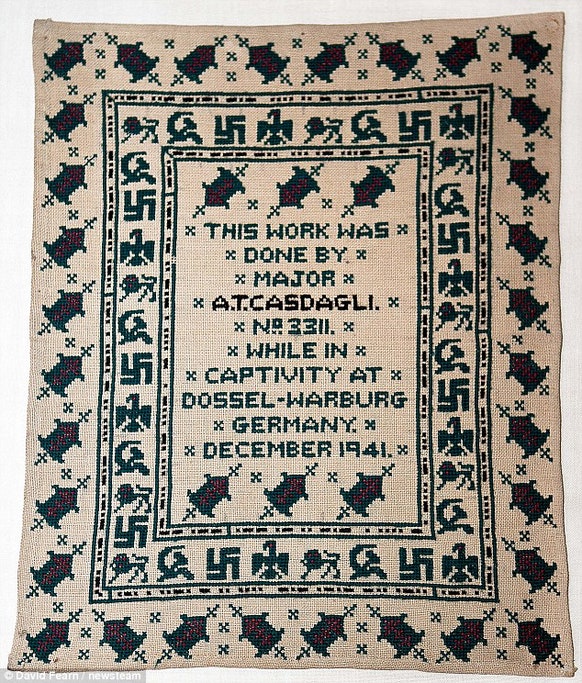 THIS WORK WAS
DONE BY
MAJOR
A.T.CASDAGLI.
Nº 3311.
WHILE IN
CAPTIVITY AT
DOSSEL-WARBURG
GERMANY.
DECEMBER 1941.
© David Fearn / newsteam